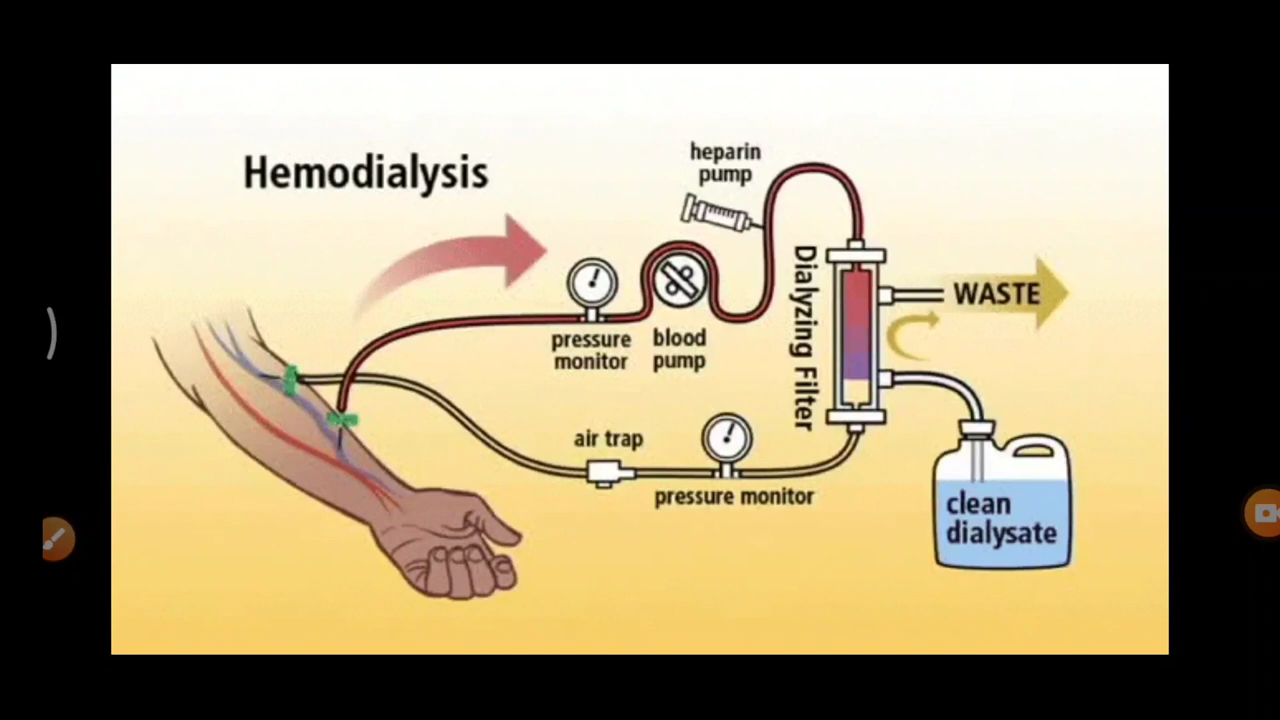 Hemodialysis
heparin
pump
pressure
monitor
blood
pump
Dialyzing Filter
WASTE
air trap
pressure monitor
clean
dialysate